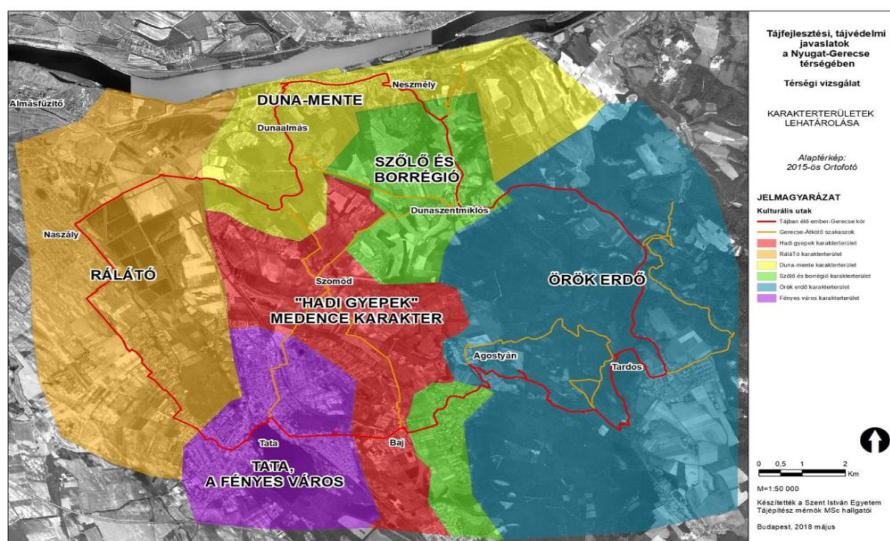 Almásfüzitő
Neszmély
DUNA-MENTE
Dunaalmás
SZŐLŐ ÉS
BORRÉGIÓ
Dunaszentmiklós
Naszály
RÁLÁTÓ
Szomód
"HADI GYEPEK"
MEDENCE KARAKTER
ÖRÖK ERDŐ
Agostyán
Tardos
Tata
Baj
TATA,
A FÉNYES VÁROS
Tájfejlesztési, tájvédelmi
javaslatok
a Nyugat-Gerecse
térségében
Térségi vizsgálat
KARAKTERTERÜLETEK
LEHATÁROLÁSA
Alaptérkép:
2015-ös Ortofotó
JELMAGYARÁZAT
Kulturális utak
Tájban élő ember-Gerecse kör
Gerecse-Átkötő szakaszok
Hadi gyepek karakterterület
Rálátó karakterterület
Duna-mente karakterterület
Szőlő és borrégió karakterterület
Örök erdő karakterterület
Fényes város karakterterület
0 0,5 1 2
Km
M=1:50 000
Készítették a Szent István Egyetem
Tájépítész mérnök MSc hallgatói
Budapest, 2018 május